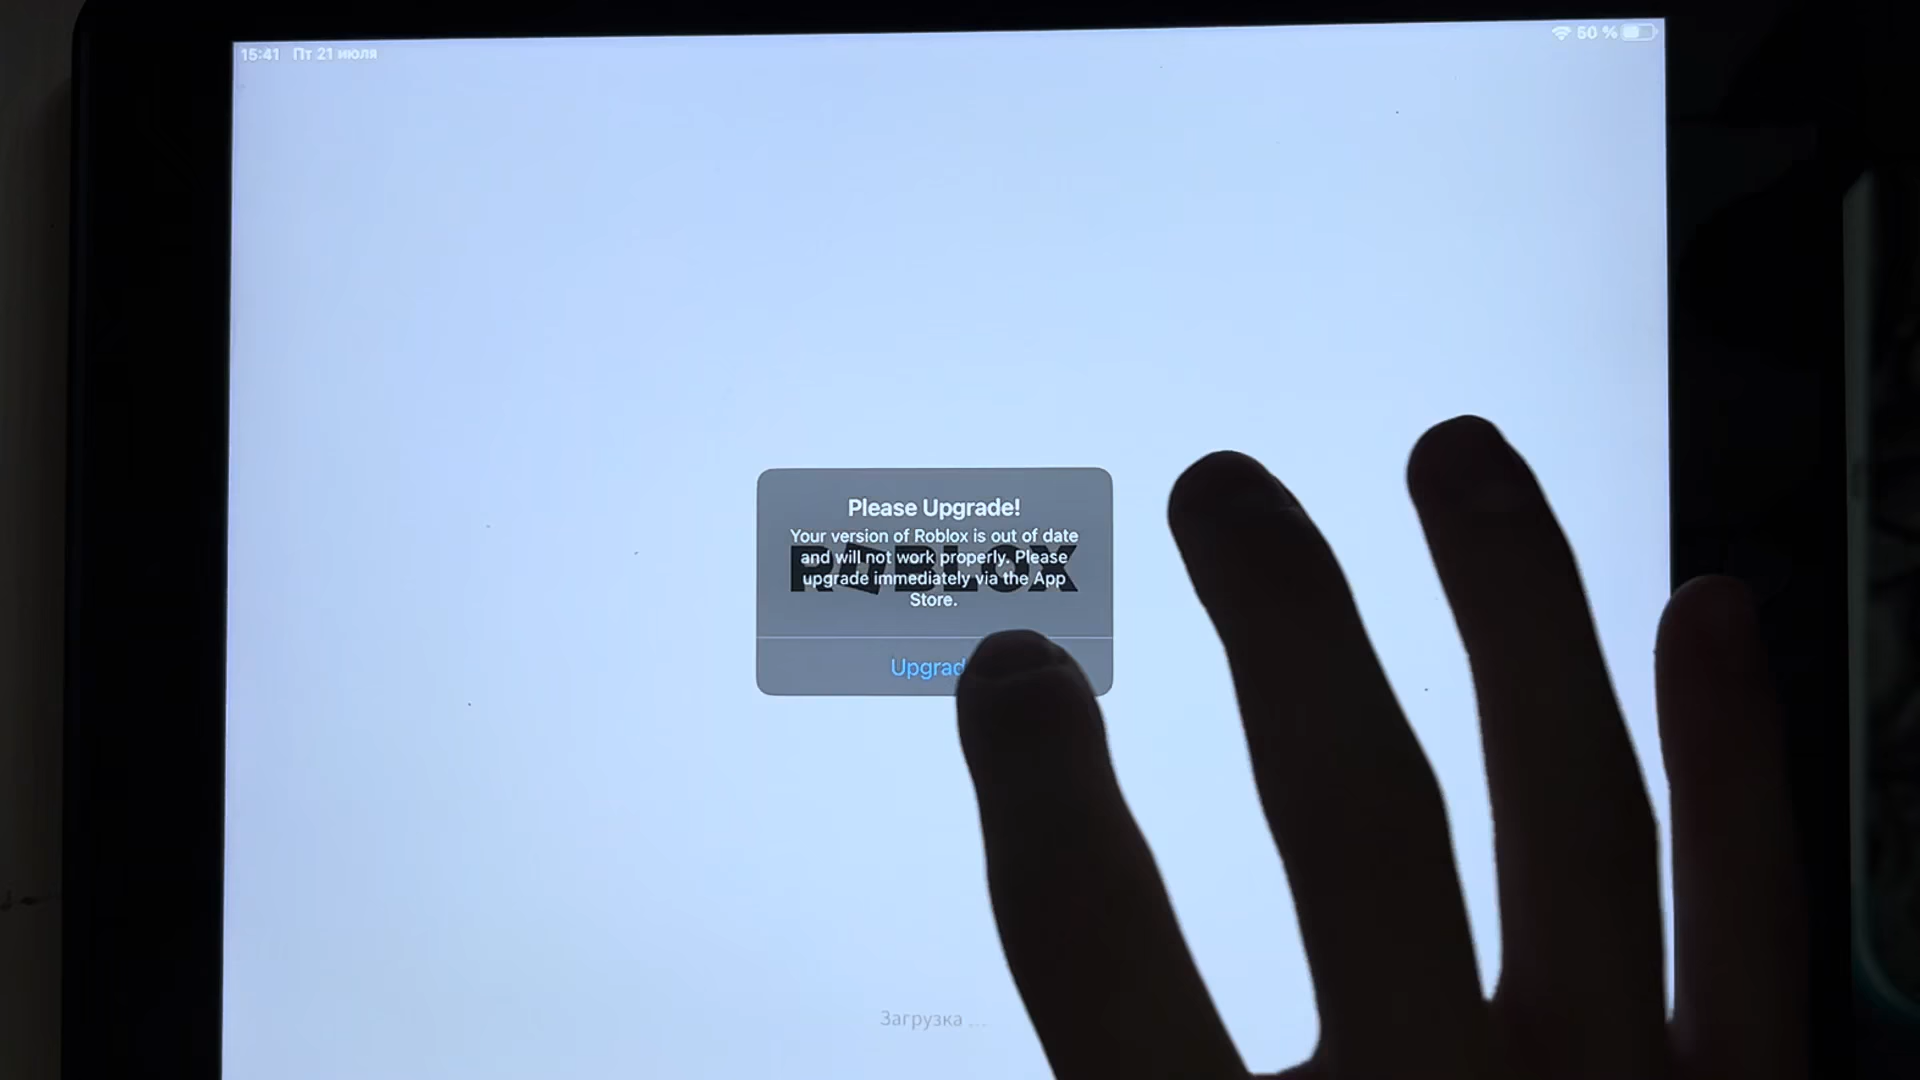 15:41 Пт 21 июля
50 %
Please Upgrade!
Your version of Roblox is out of date
and will not work properly. Please
upgrade immediately via the App
Store.
ROBLOX
Upgrad
Загрузка ...